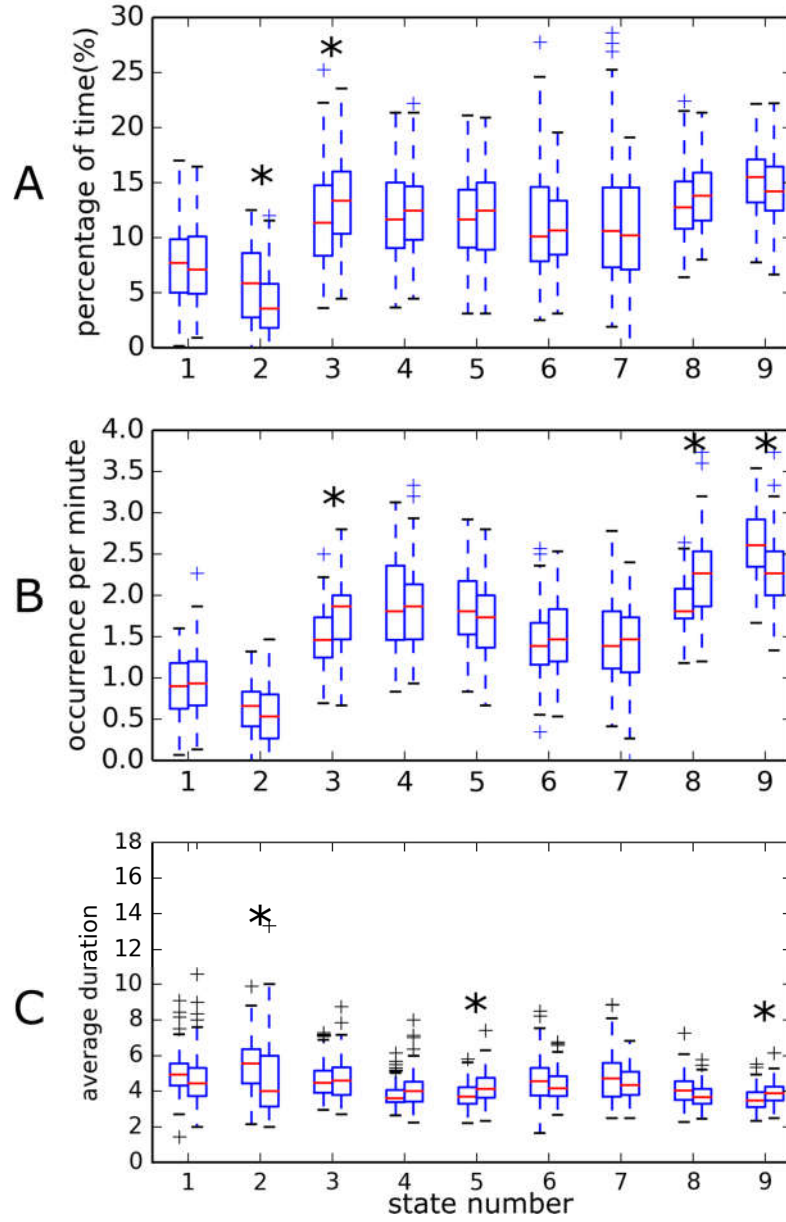 A
percentage of time(%)
30
25
20
15
10
5
0
1 2 3 4 5 6 7 8 9
* *
B
occurrence per minute
4.0
3.5
3.0
2.5
2.0
1.5
1.0
0.5
0.0
1 2 3 4 5 6 7 8 9
* * *
C
average duration
18
16
14
12
10
8
6
4
2
0
1 2 3 4 5 6 7 8 9
* * *
state number